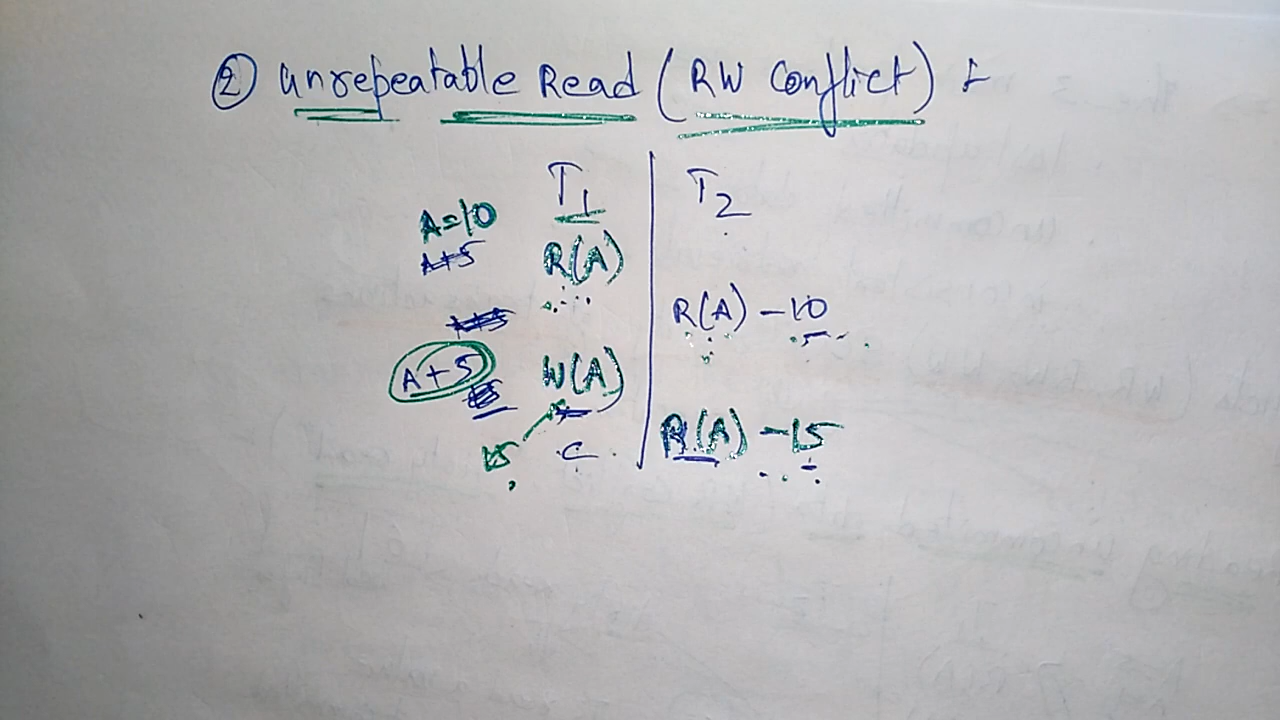 ② unrepeatable Read (RW Conflict) :-
T1 T2
A=10
A+5 R(A)
R(A) - 10
A+5 W(A)
R(A) - 15
15 C